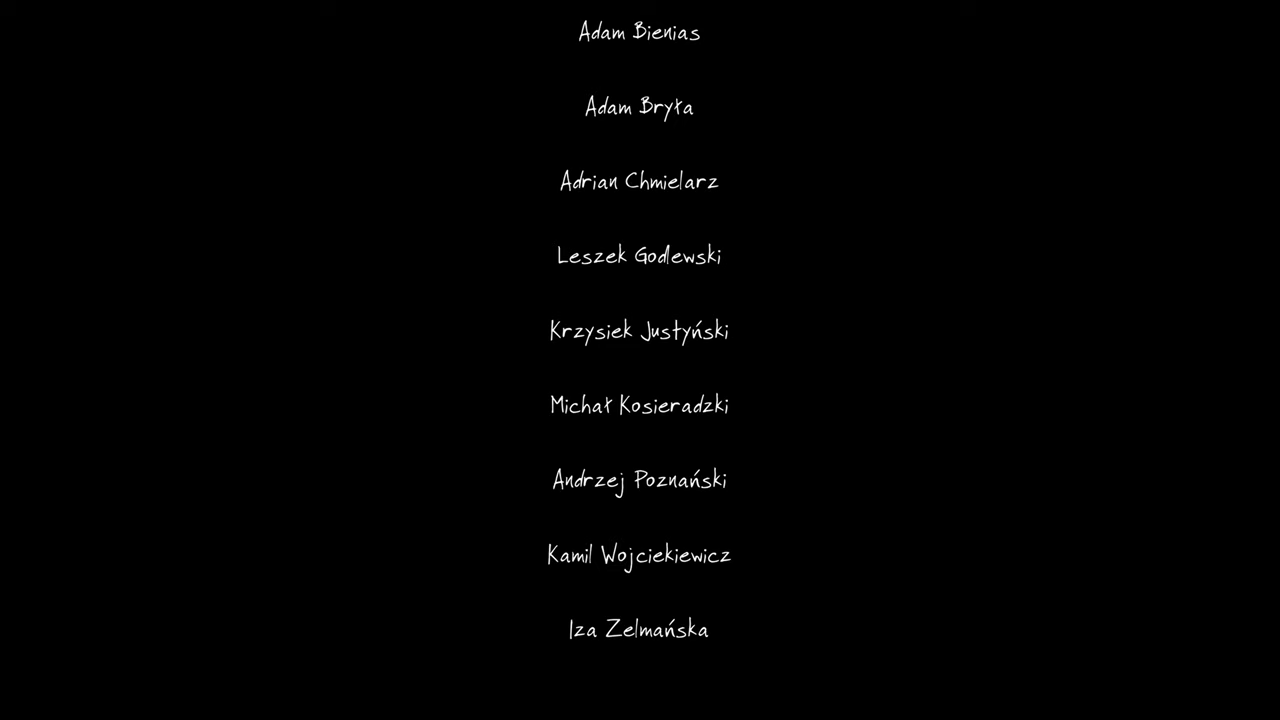 Adam Bienias
Adam Bryła
Adrian Chmielarz
Leszek Godlewski
Krzysiek Justyński
Michał Kosieradzki
Andrzej Poznański
Kamil Wojciekiewicz
Iza Zelmańska